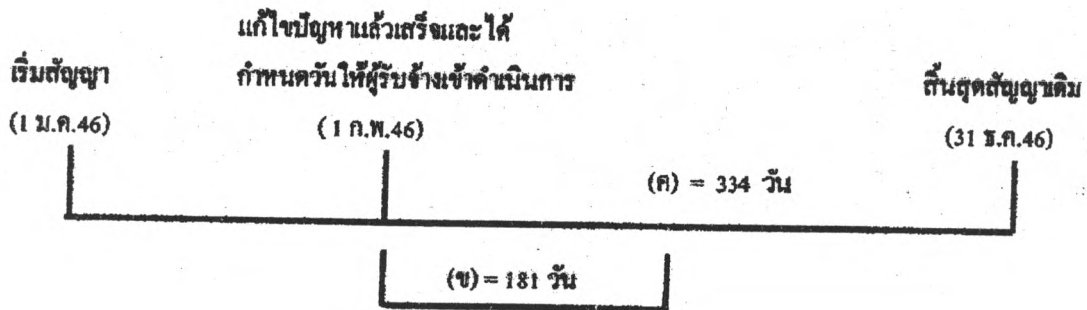 แก้ไขปัญหาแล้วเสร็จและได้
เริ่มสัญญา กำหนดวันให้ผู้รับจ้างเข้าดำเนินการ สิ้นสุดสัญญาเดิม
(1 ม.ค.46) (1 ก.พ.46) (31 ธ.ค.46)
(ค) = 334 วัน
(ข) = 181 วัน